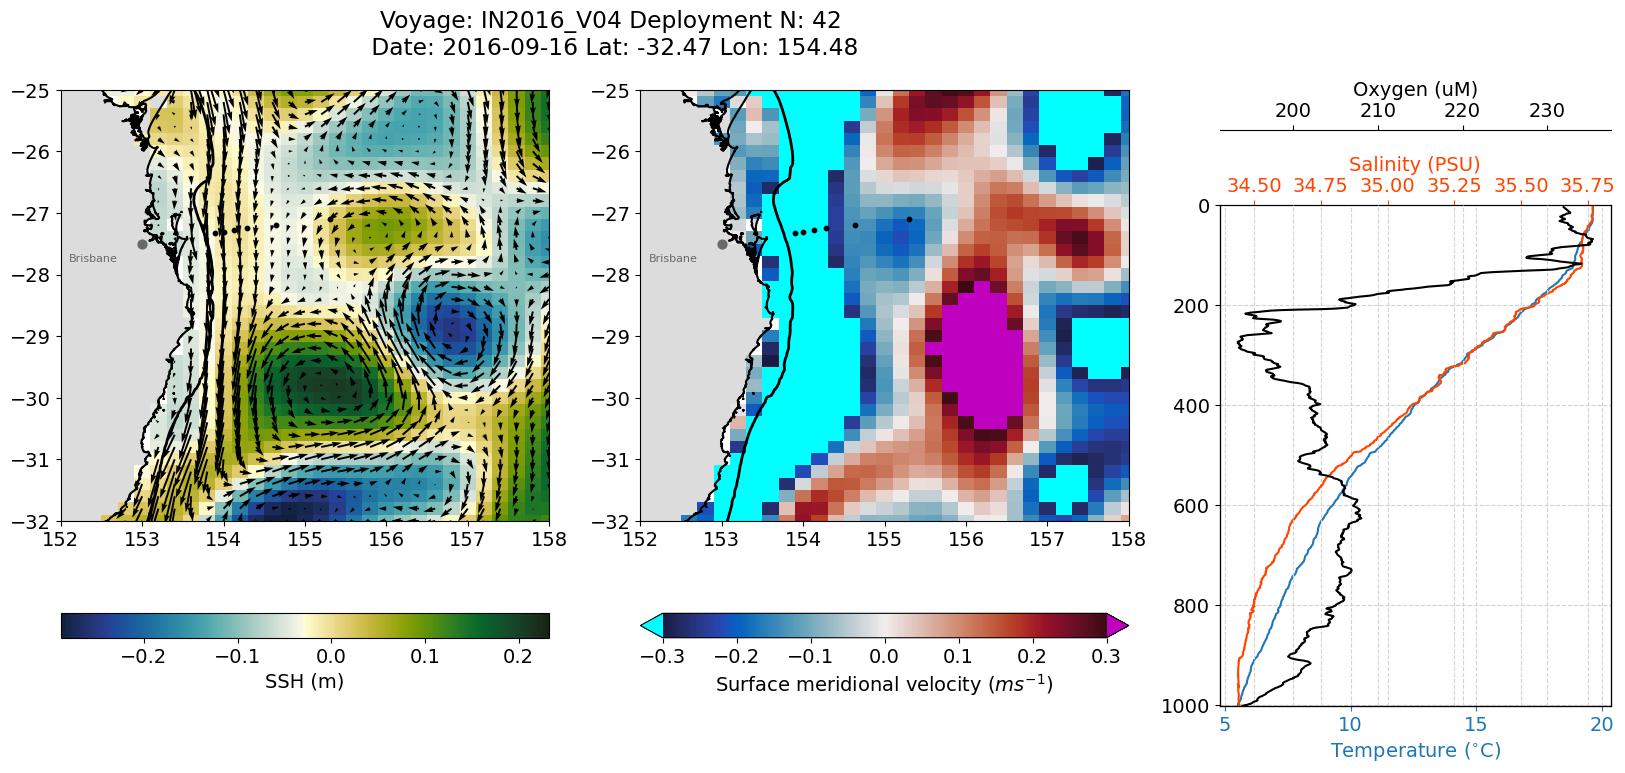 Voyage: IN2016_V04 Deployment N: 42
Date: 2016-09-16 Lat: -32.47 Lon: 154.48
−25
−26
−27
−28
−29
−30
−31
−32
152 153 154 155 156 157 158
Brisbane
−0.2 −0.1 0.0 0.1 0.2
SSH (m)
−25
−26
−27
−28
−29
−30
−31
−32
152 153 154 155 156 157 158
Brisbane
−0.3 −0.2 −0.1 0.0 0.1 0.2 0.3
Surface meridional velocity (ms⁻¹)
Oxygen (uM)
200 210 220 230
Salinity (PSU)
34.50 34.75 35.00 35.25 35.50 35.75
0
200
400
600
800
1000
5 10 15 20
Temperature (°C)